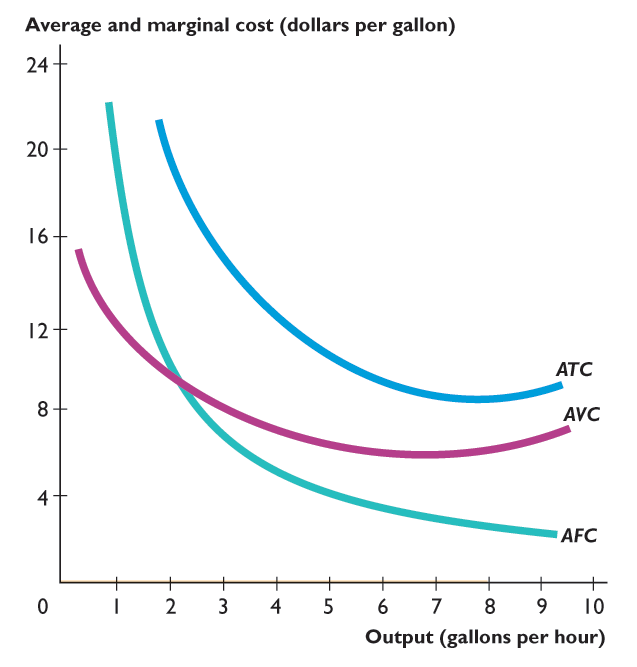 Average and marginal cost (dollars per gallon)
24
20
16
12
8
4
ATC
AVC
AFC
0 1 2 3 4 5 6 7 8 9 10
Output (gallons per hour)